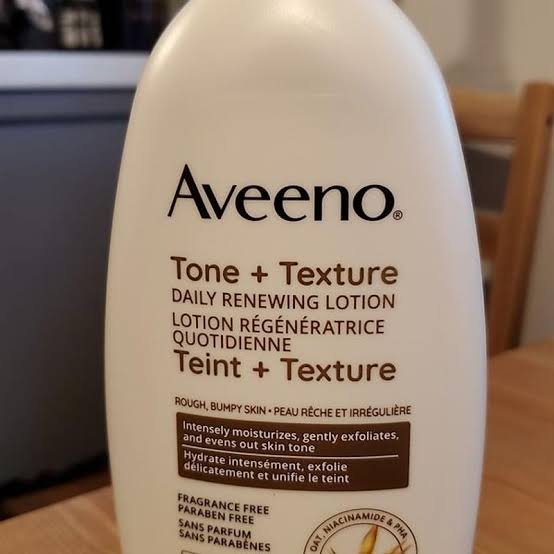 Aveeno®
Tone + Texture
DAILY RENEWING LOTION
LOTION RÉGÉNÉRATRICE
QUOTIDIENNE
Teint + Texture
ROUGH, BUMPY SKIN • PEAU RÊCHE ET IRRÉGULIÈRE
Intensely moisturizes, gently exfoliates,
and evens out skin tone
Hydrate intensément, exfolie
délicatement et unifie le teint
FRAGRANCE FREE
PARABEN FREE
SANS PARFUM
SANS PARABÈNES
OAT, NIACINAMIDE & PHA